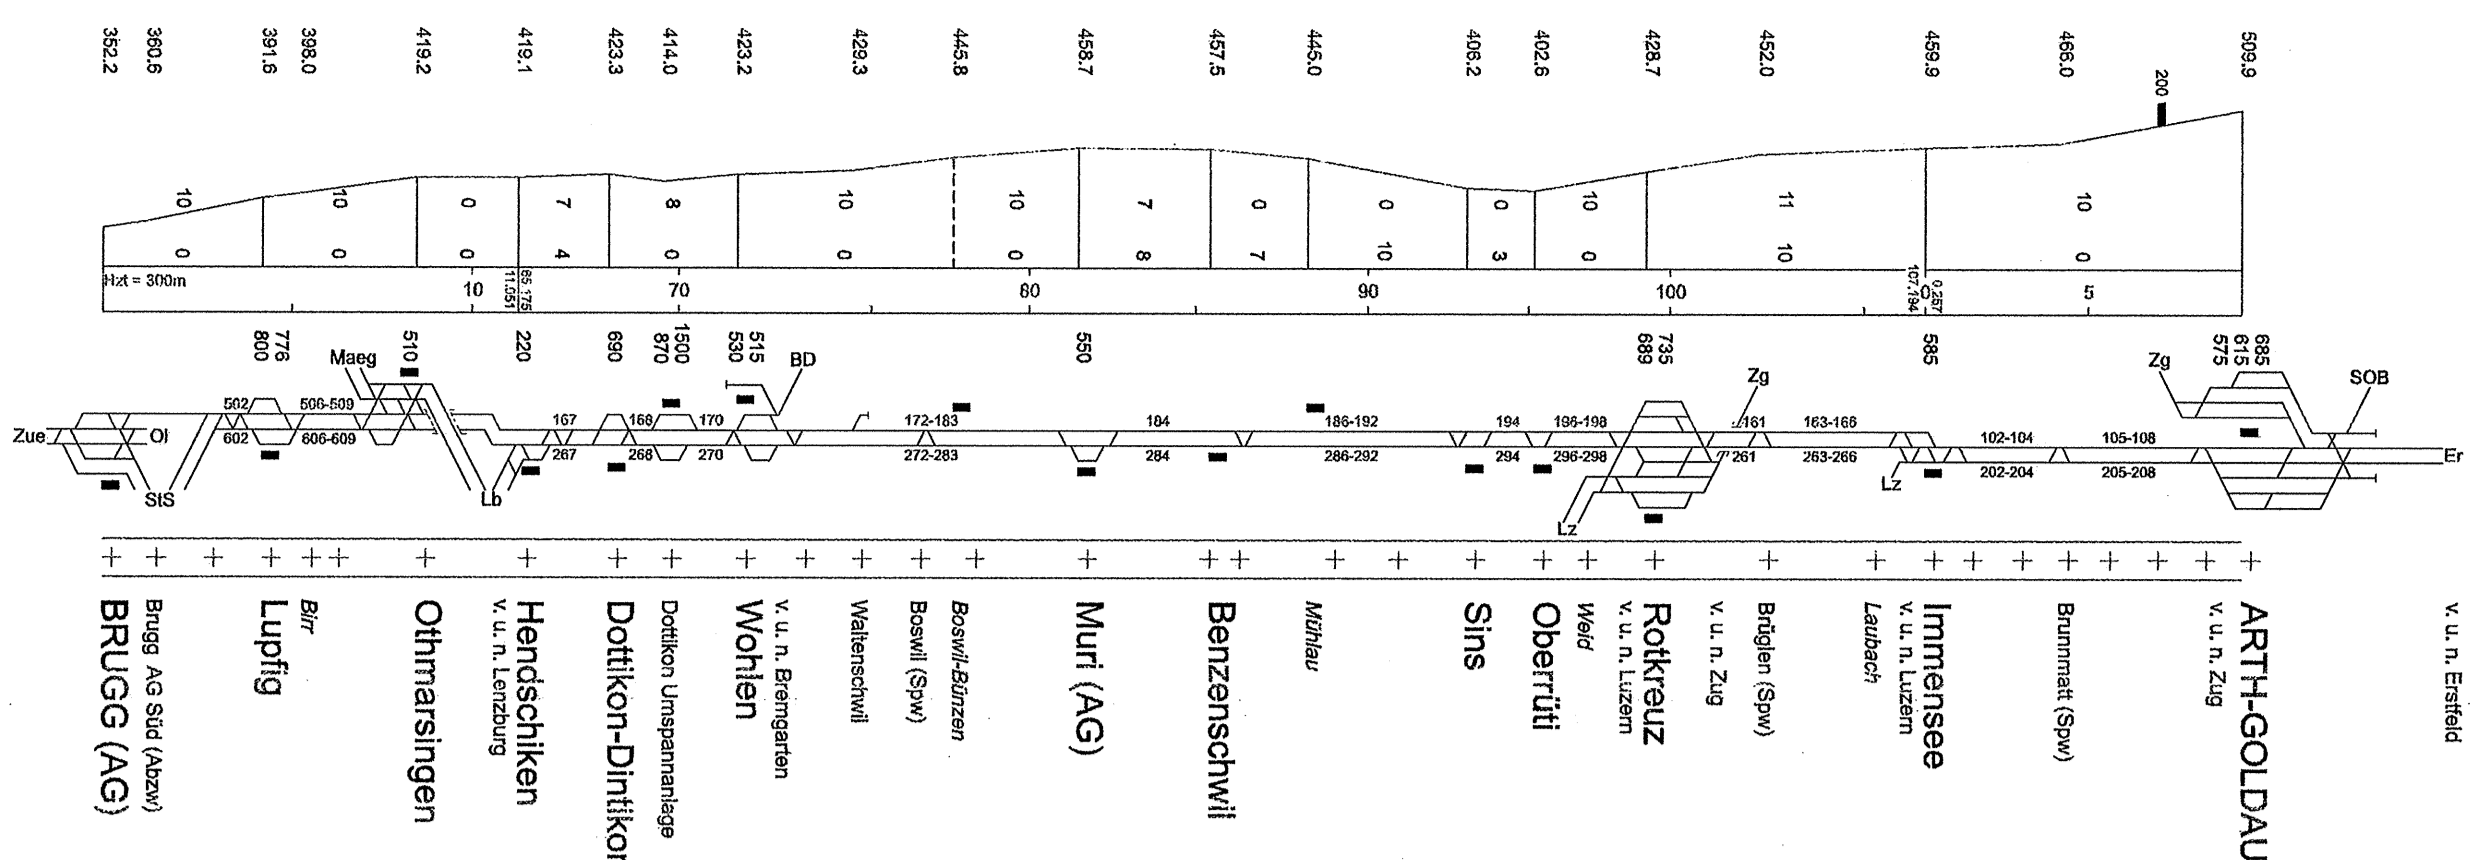 352.2
360.6
391.6
398.0
419.2
419.1
423.3
414.0
423.2
429.3
445.8
458.7
457.5
445.0
406.2
402.6
428.7
452.0
459.9
466.0
200
509.9
10
10
0
7
8
10
10
7
0
0
0
10
11
10
0
0
0
4
0
0
0
8
7
10
3
0
10
0
Hzt = 300m
10
11.051
65.175
70
80
90
100
107.194
0
0.257
5
800
776
510
220
690
870
1500
530
515
550
689
735
585
575
615
685
Maeg
BD
Zg
Zg
SOB
Zue
Ol
StS
Lb
Lz
Lz
Er
502
506-509
167
168
170
172-183
184
186-192
194
196-198
161
163-166
102-104
105-108
602
606-609
267
268
270
272-283
284
286-292
294
296-298
261
263-266
202-204
205-208
BRUGG (AG)
Brugg AG Süd (Abzw)
Lupfig
Birr
Othmarsingen
v. u. n. Lenzburg
Hendschiken
Dottikon-Dintikon
Dottikon Umspannanlage
Wohlen
v. u. n. Bremgarten
Waltenschwil
Boswil (Spw)
Boswil-Bünzen
Muri (AG)
Benzenschwil
Mühlau
Sins
Oberrüti
Weid
v. u. n. Luzern
Rotkreuz
v. u. n. Zug
Brüglen (Spw)
Laubach
v. u. n. Luzern
Immensee
Brunnmatt (Spw)
v. u. n. Zug
ARTH-GOLDAU
v. u. n. Erstfeld